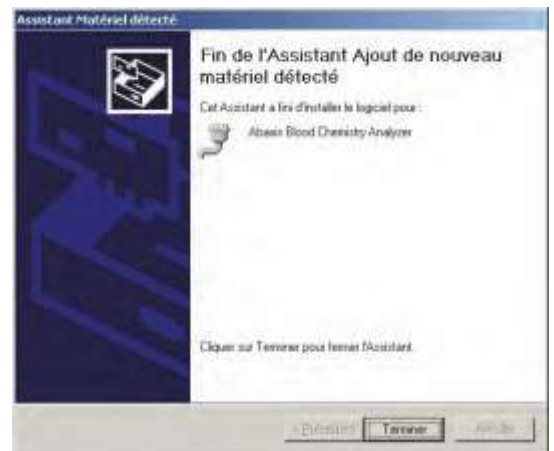 Assistant Matériel détecté
Fin de l'Assistant Ajout de nouveau
matériel détecté
Cet Assistant a fini d'installer le logiciel pour :
Abaxis Blood Chemistry Analyzer
Cliquer sur Terminer pour fermer l'Assistant.
< Précédent Terminer Annuler